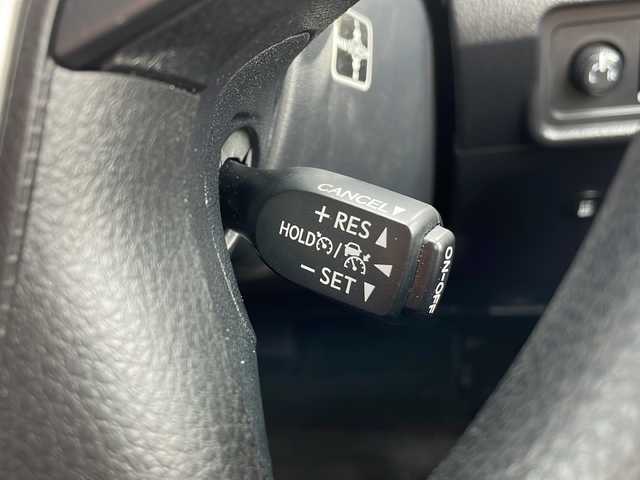 CANCEL▼
+ RES ▲
HOLD / ◀
− SET ▼
ON-OFF